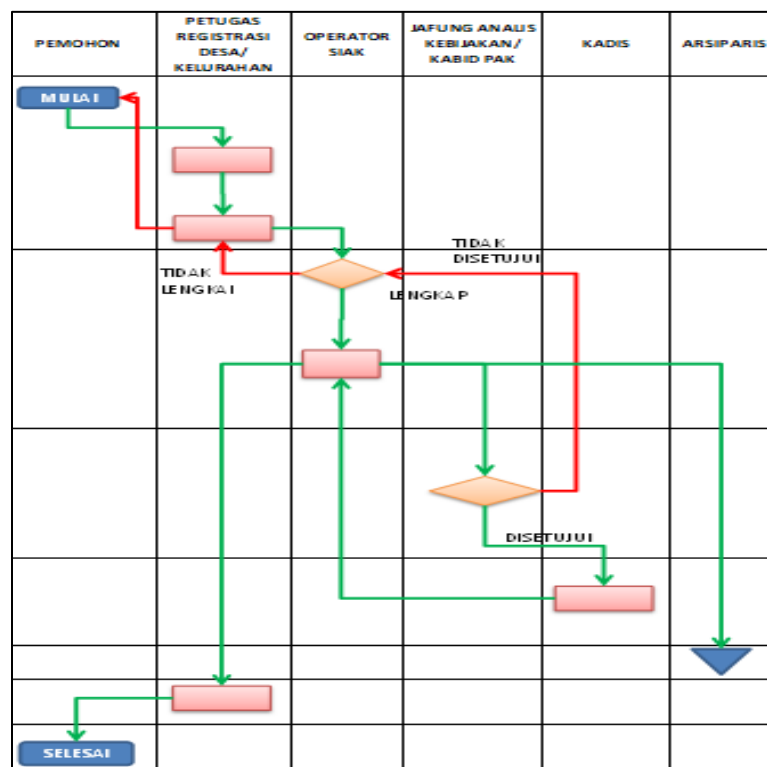 PEMOHON
PETUGAS
REGISTRASI
DESA/
KELURAHAN
OPERATOR
SIAK
JAFUNG ANALIS
KEBIJAKAN/
KABID PAK
KADIS
ARSIPARIS
MULAI
TIDAK
DISETUJUI
TIDAK
LENGKAI
LENGKAP
DISETUJUI
SELESAI